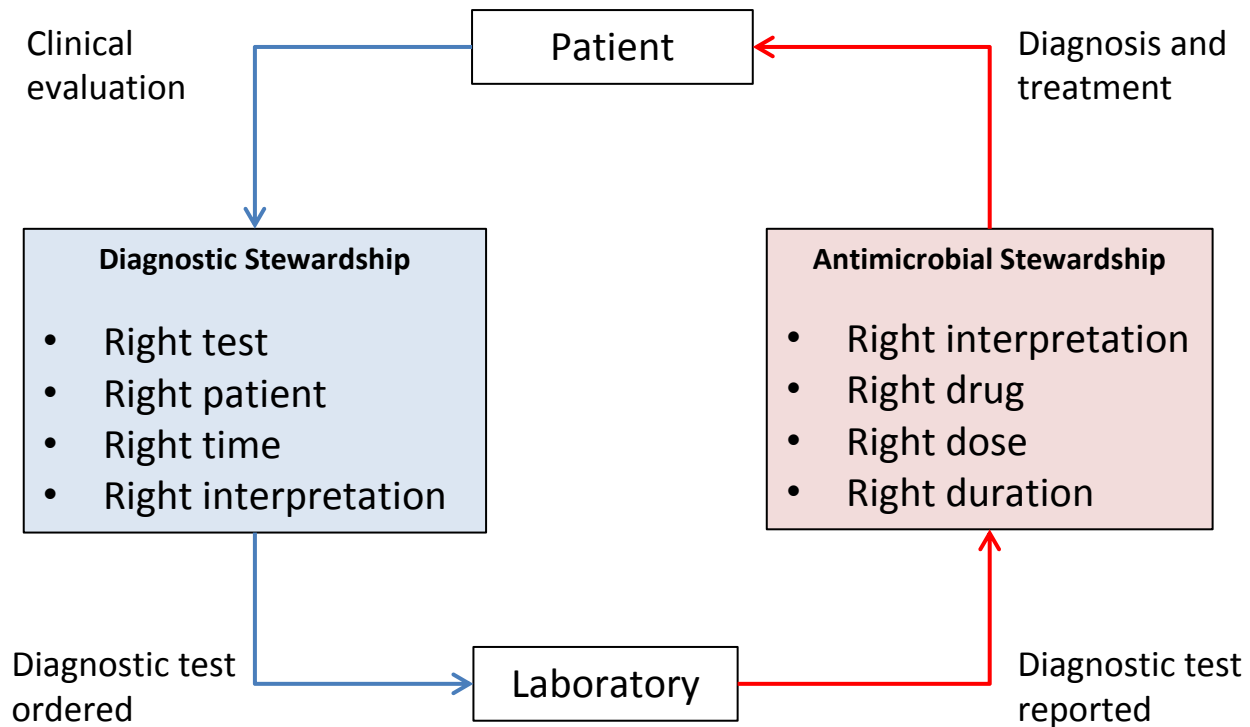 Clinical
evaluation
Patient
Diagnosis and
treatment
Diagnostic Stewardship
• Right test
• Right patient
• Right time
• Right interpretation
Antimicrobial Stewardship
• Right interpretation
• Right drug
• Right dose
• Right duration
Diagnostic test
ordered
Laboratory
Diagnostic test
reported